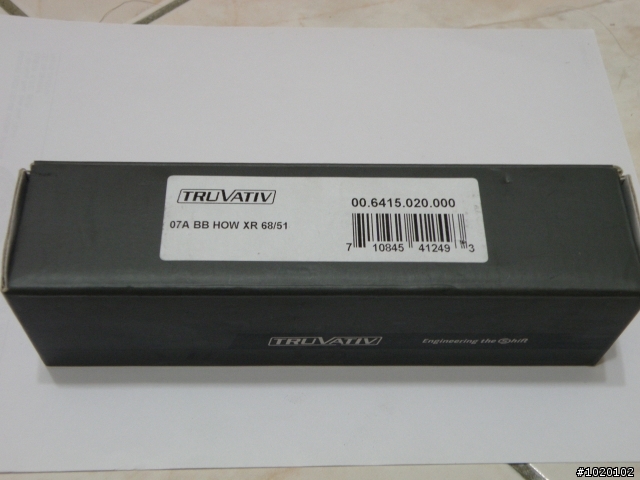 TRUVATIV
00.6415.020.000
07A BB HOW XR 68/51
7 10845 41249 3
TRUVATIV
Engineering the Shift
#1020102